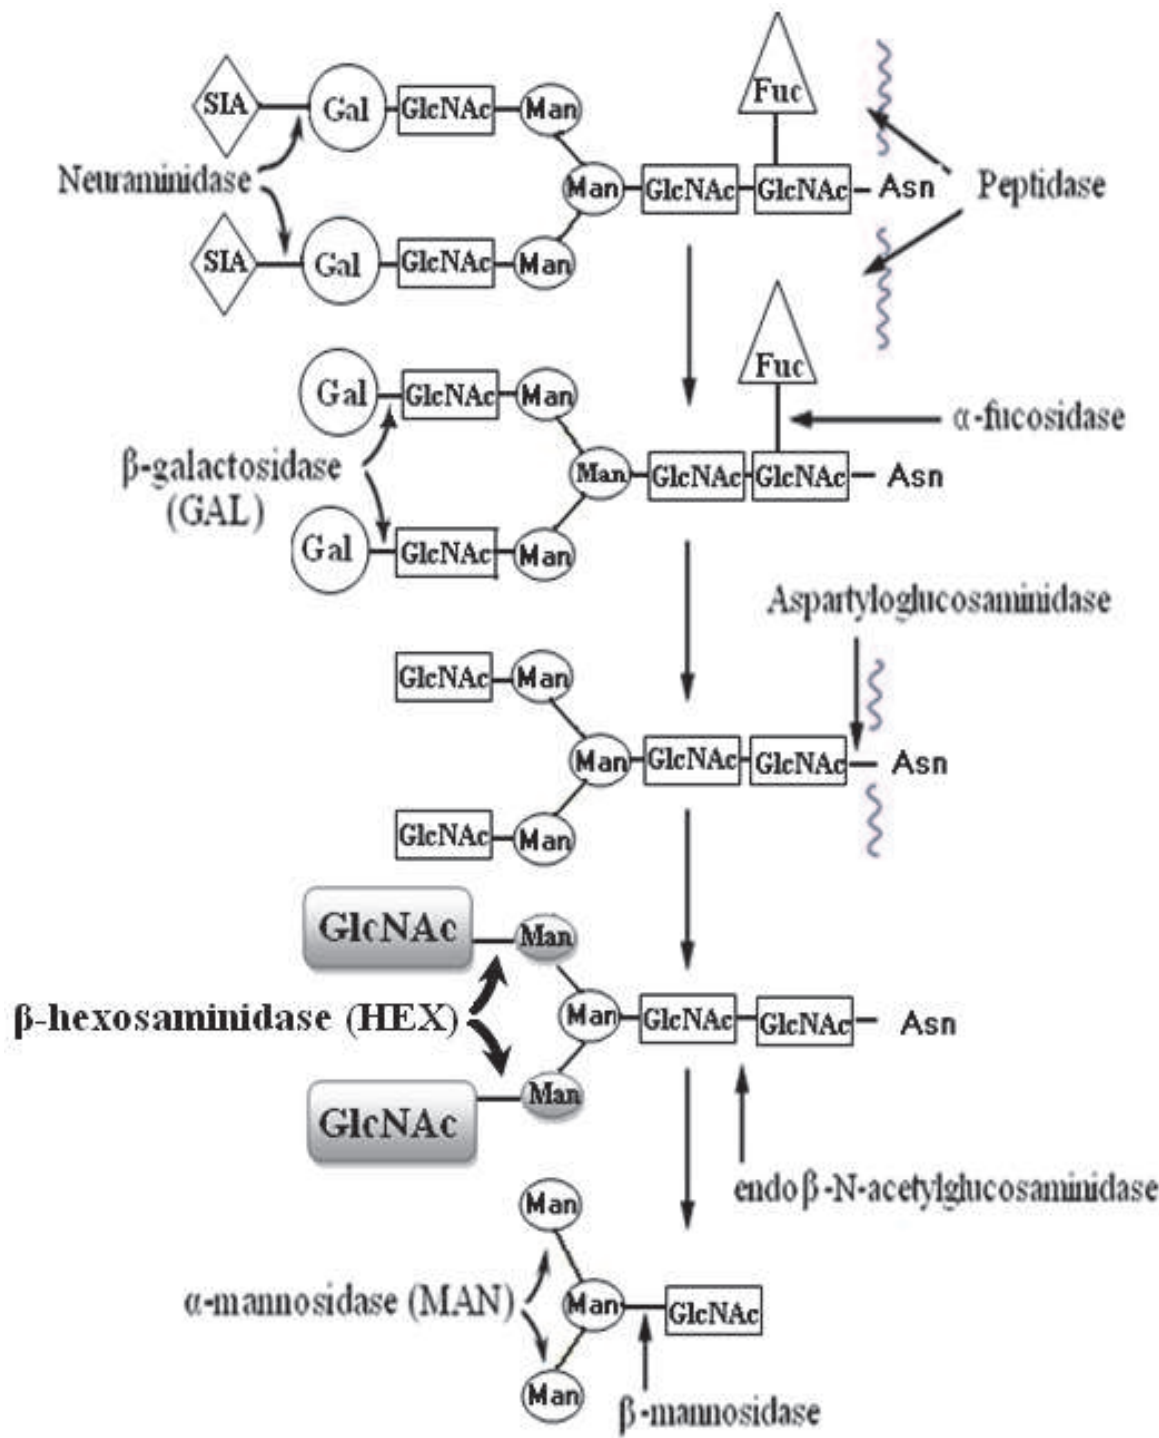 Fuc
SIA Gal GlcNAc Man
Neuraminidase
Man GlcNAc GlcNAc Asn
Peptidase
SIA Gal GlcNAc Man
Fuc
Gal GlcNAc Man
α-fucosidase
β-galactosidase
(GAL)
Man GlcNAc GlcNAc Asn
Gal GlcNAc Man
Aspartyloglucosaminidase
GlcNAc Man
Man GlcNAc GlcNAc Asn
GlcNAc Man
GlcNAc Man
β-hexosaminidase (HEX)
Man GlcNAc GlcNAc Asn
GlcNAc Man
endo β-N-acetylglucosaminidase
Man
α-mannosidase (MAN)
Man GlcNAc
Man
β-mannosidase